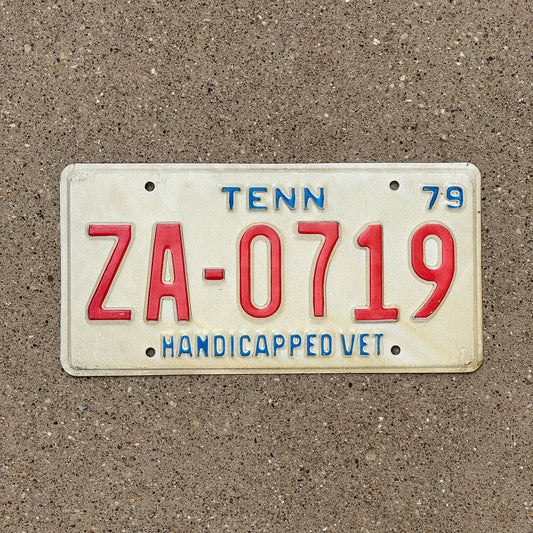 TENN 79
ZA-0719
HANDICAPPED VET